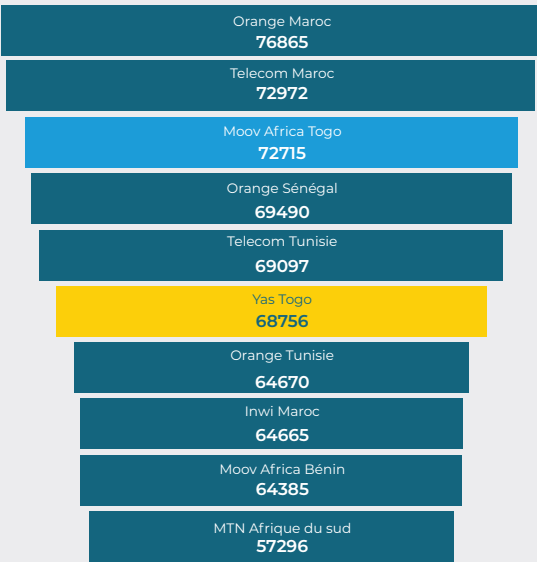 Orange Maroc
76865
Telecom Maroc
72972
Moov Africa Togo
72715
Orange Sénégal
69490
Telecom Tunisie
69097
Yas Togo
68756
Orange Tunisie
64670
Inwi Maroc
64665
Moov Africa Bénin
64385
MTN Afrique du sud
57296